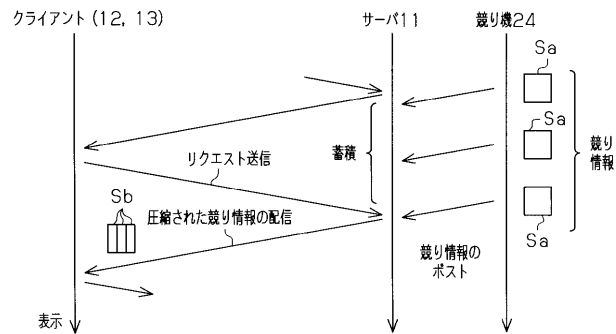 クライアント(12, 13)
サーバ11
競り機24
Sa
Sa
Sa
競り
情報
蓄積
リクエスト送信
Sb
圧縮された競り情報の配信
競り情報の
ポスト
表示